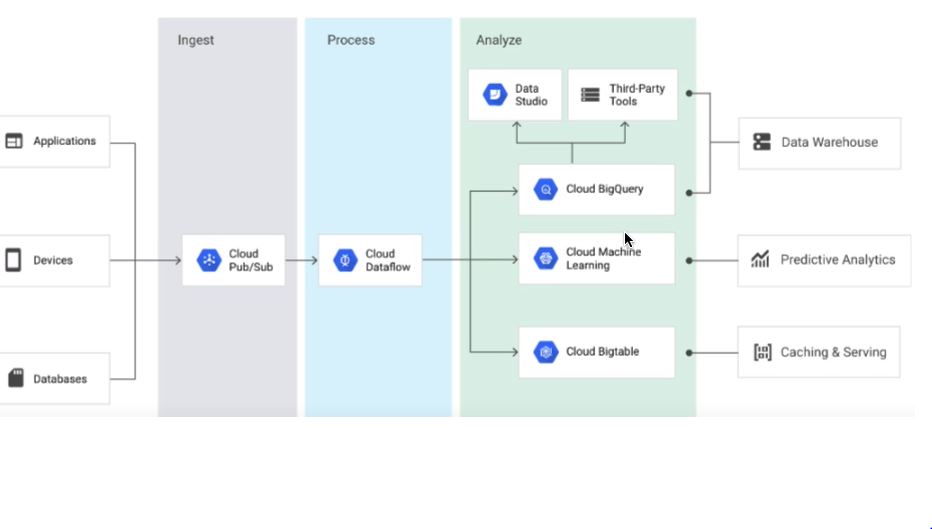 Ingest
Process
Analyze
Data
Studio
Third-Party
Tools
Applications
Data Warehouse
Cloud BigQuery
Devices
Cloud
Pub/Sub
Cloud
Dataflow
Cloud Machine
Learning
Predictive Analytics
Cloud Bigtable
Caching & Serving
Databases